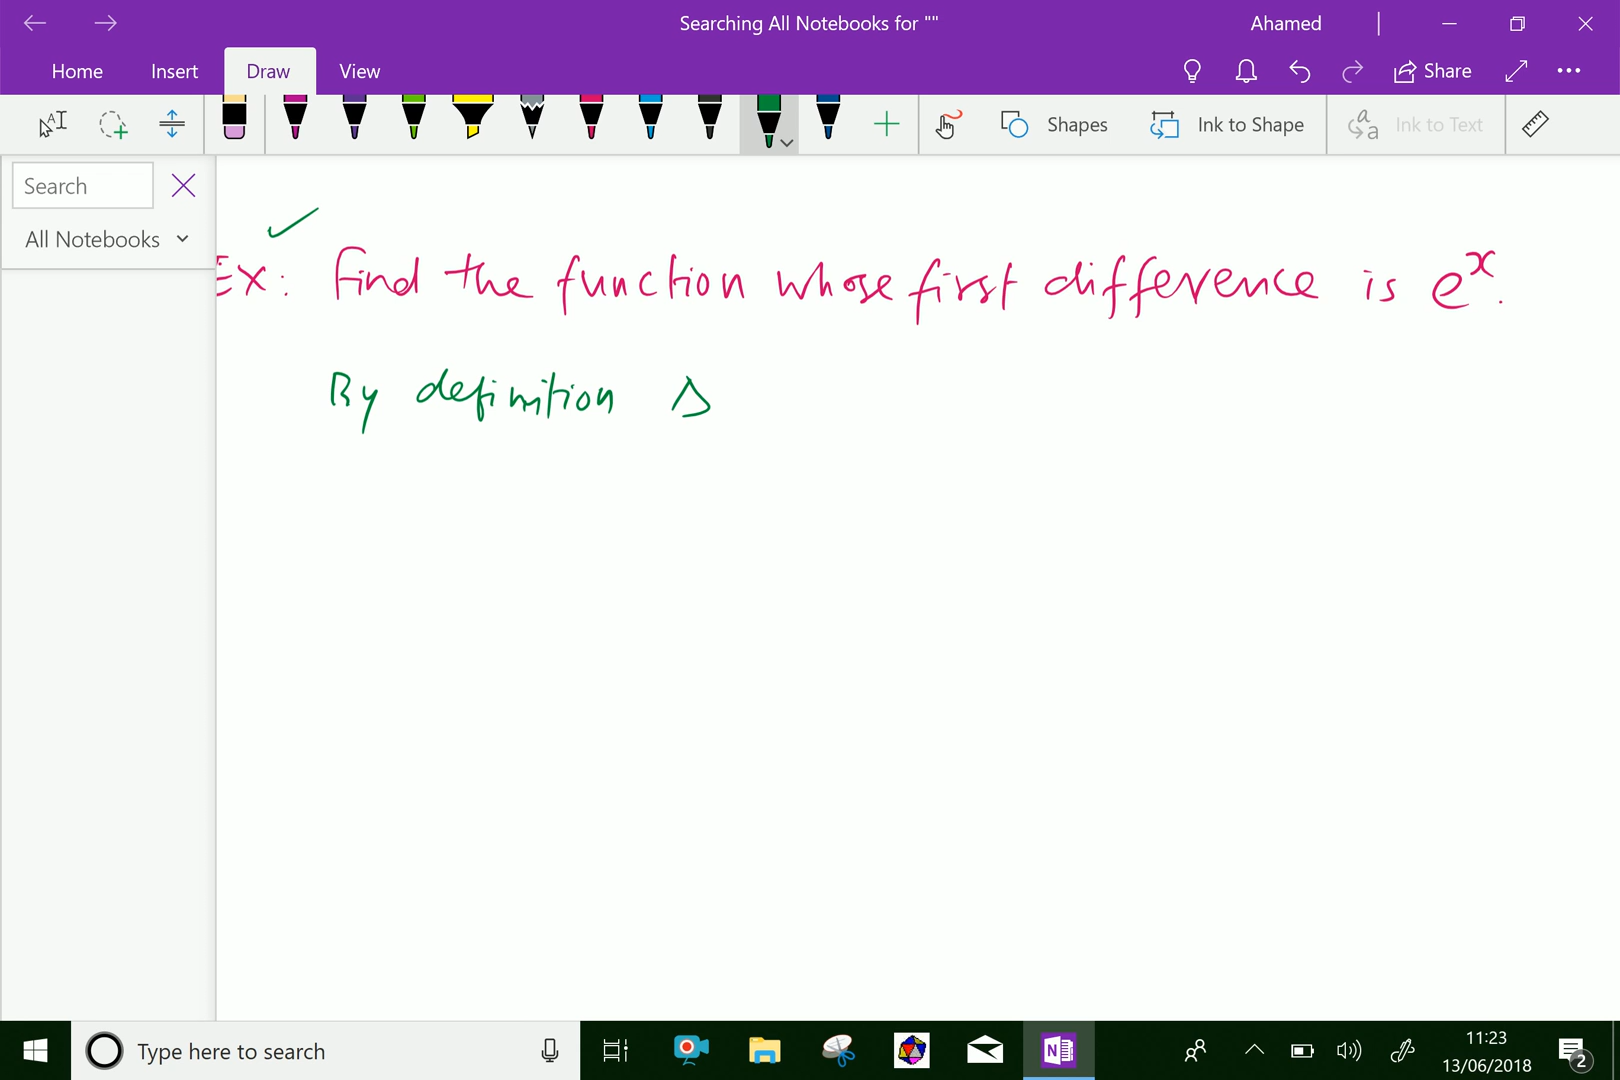 Searching All Notebooks for ""
Ahamed
Home Insert Draw View
Share
Shapes Ink to Shape Ink to Text
Search
All Notebooks
Ex: Find the function whose first difference is eˣ.
By definition Δ
Type here to search
11:23
13/06/2018
2